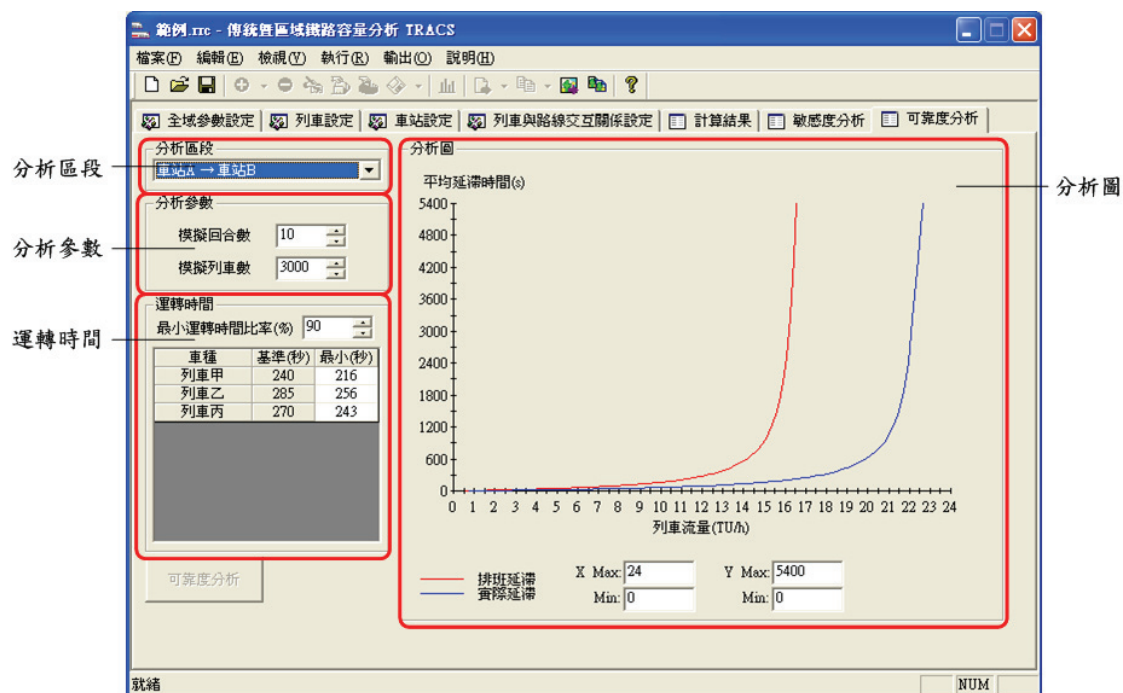 範例.rrc - 傳統暨區域鐵路容量分析 TRACS
檔案(F) 編輯(E) 檢視(V) 執行(R) 輸出(O) 說明(H)
全域參數設定 列車設定 車站設定 列車與路線交互關係設定 計算結果 敏感度分析 可靠度分析
分析區段
分析區段
車站A → 車站B
分析參數
分析參數
模擬回合數 10
模擬列車數 3000
運轉時間
運轉時間
最小運轉時間比率(%) 90
車種 基準(秒) 最小(秒)
列車甲 240 216
列車乙 285 256
列車丙 270 243
可靠度分析
分析圖
分析圖
平均延滯時間(s)
5400
4800
4200
3600
3000
2400
1800
1200
600
0
0 1 2 3 4 5 6 7 8 9 10 11 12 13 14 15 16 17 18 19 20 21 22 23 24
列車流量(TU/h)
排班延滯
實際延滯
X Max: 24
Min: 0
Y Max: 5400
Min: 0
就緒
NUM